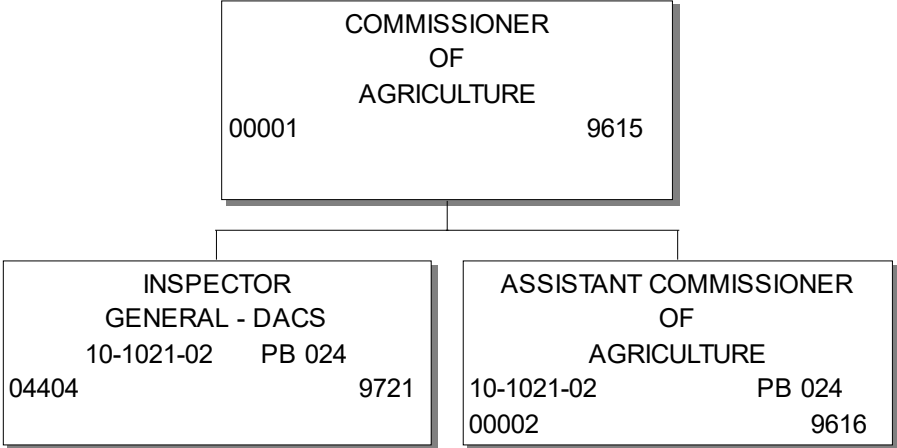 COMMISSIONER
OF
AGRICULTURE
00001 9615
INSPECTOR
GENERAL - DACS
10-1021-02 PB 024
04404 9721
ASSISTANT COMMISSIONER
OF
AGRICULTURE
10-1021-02 PB 024
00002 9616